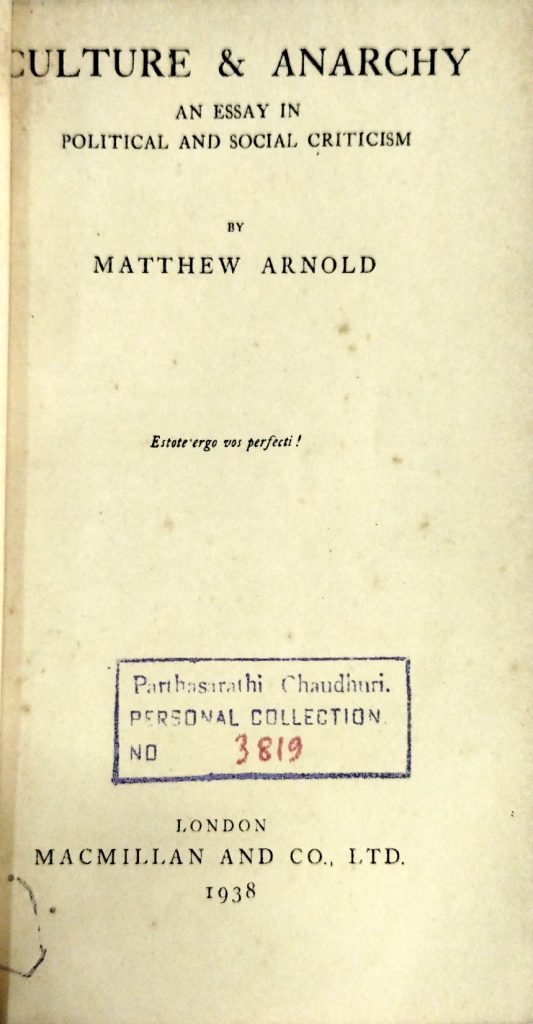 CULTURE & ANARCHY
AN ESSAY IN
POLITICAL AND SOCIAL CRITICISM
BY
MATTHEW ARNOLD
Estote ergo vos perfecti!
Parthasarathi Chaudhuri.
PERSONAL COLLECTION.
NO 3819
LONDON
MACMILLAN AND CO., LTD.
1938